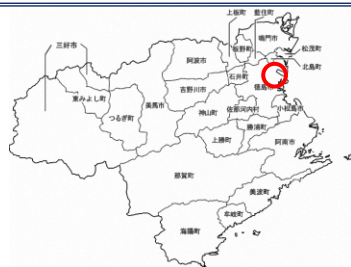 上板町
藍住町
鳴門市
三好市
松茂町
板野町
阿波市
北島町
石井町
東みよし町
吉野川市
徳島市
美馬市
つるぎ町
神山町
佐那河内村
小松島市
勝浦町
上勝町
阿南市
那賀町
美波町
牟岐町
海陽町